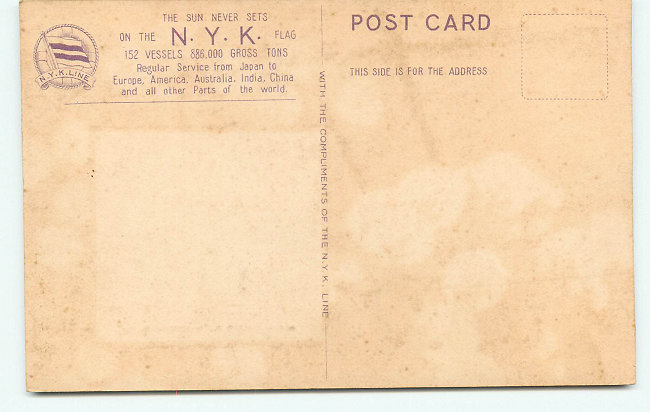 THE SUN NEVER SETS
ON THE N. Y. K. FLAG
152 VESSELS 886,000 GROSS TONS
Regular Service from Japan to
Europe, America, Australia, India, China
and all other Parts of the world.
N.Y.K.LINE
WITH THE COMPLIMENTS OF THE N.Y.K. LINE
POST CARD
THIS SIDE IS FOR THE ADDRESS